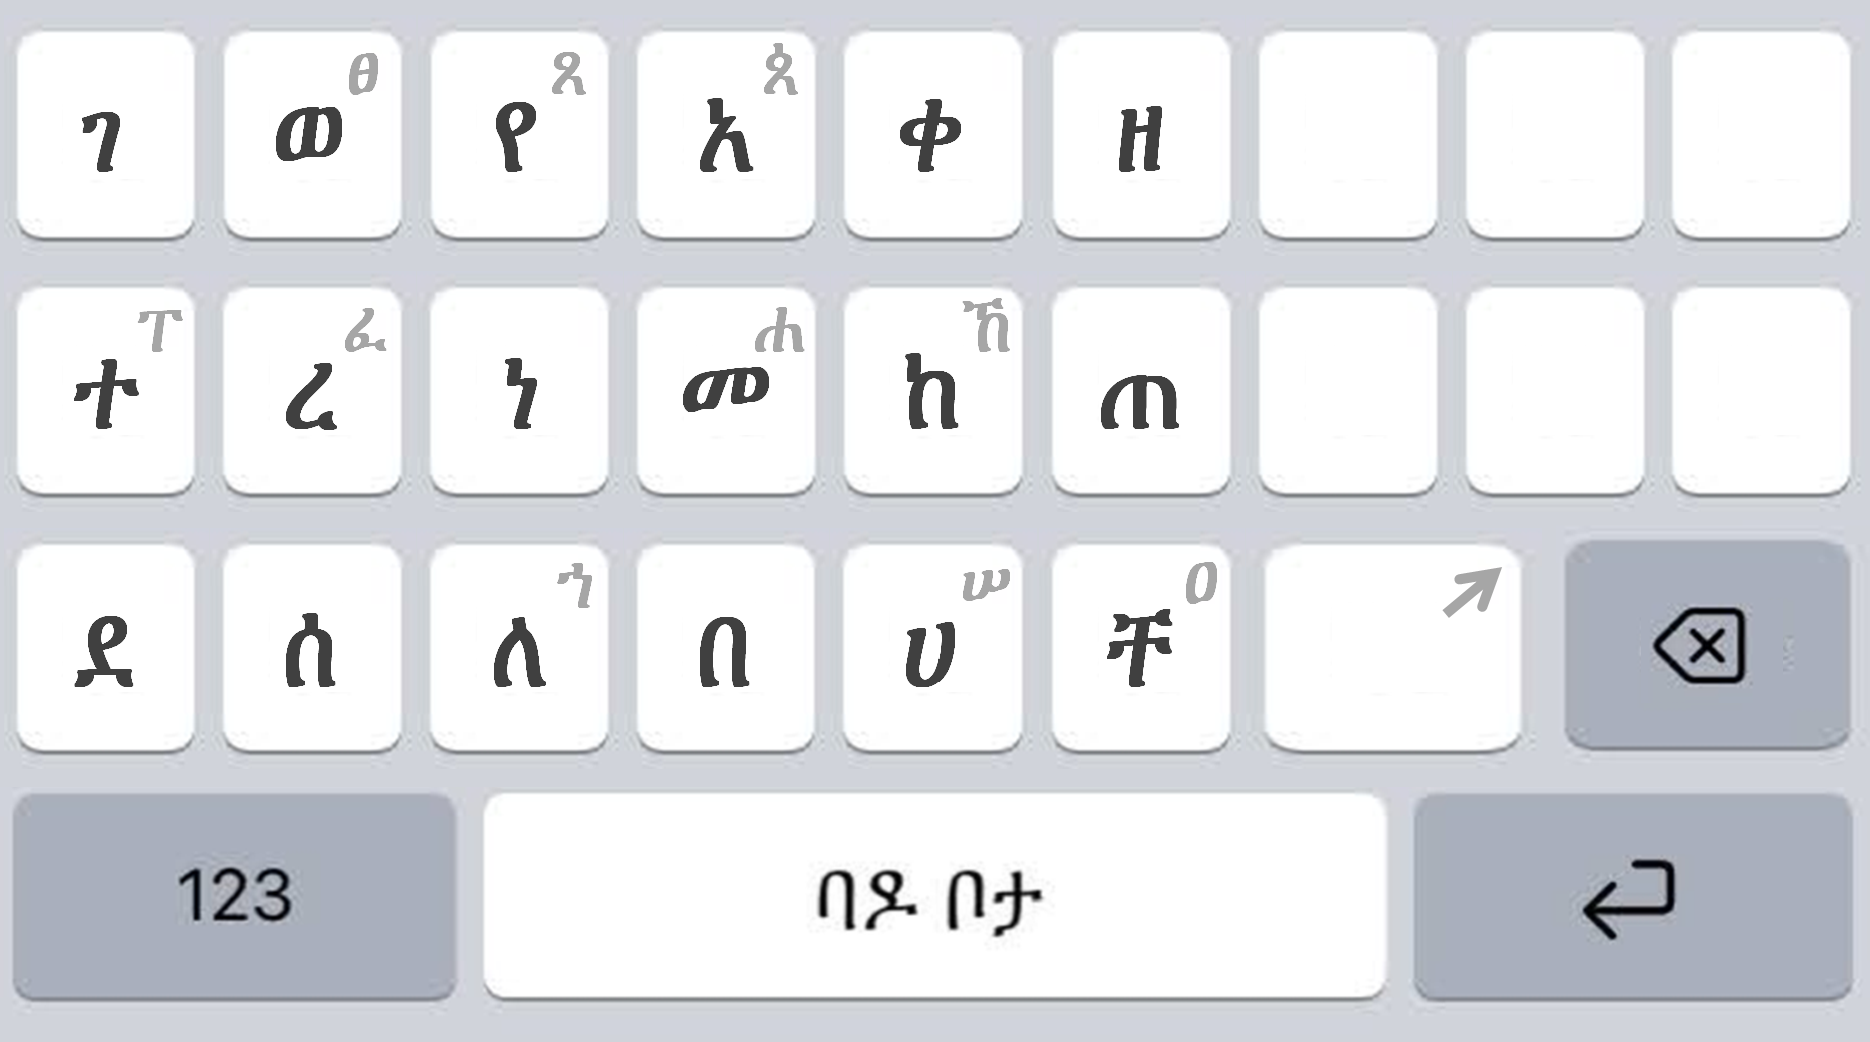 ገ ወ ፀ የ ጸ አ ጰ ቀ ዘ
ተ ፐ ረ ፈ ነ መ ሐ ከ ኸ ጠ
ደ ሰ ለ ኀ በ ሀ ሠ ቸ ዐ
123 ባዶ ቦታ